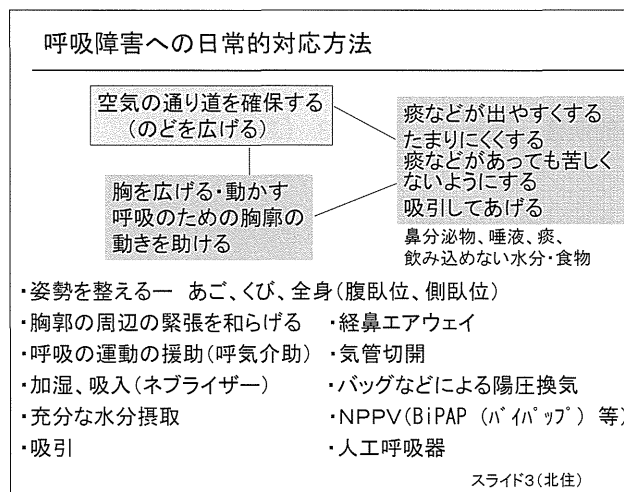 呼吸障害への日常的対応方法
空気の通り道を確保する
(のどを広げる)
胸を広げる・動かす
呼吸のための胸廓の
動きを助ける
痰などが出やすくする
たまりにくくする
痰などがあっても苦しく
ないようにする
吸引してあげる
鼻分泌物、唾液、痰、
飲み込めない水分・食物
・姿勢を整えるー あご、くび、全身(腹臥位、側臥位)
・胸郭の周辺の緊張を和らげる
・呼吸の運動の援助(呼気介助)
・加湿、吸入(ネブライザー)
・充分な水分摂取
・吸引
・経鼻エアウェイ
・気管切開
・バッグなどによる陽圧換気
・NPPV(BiPAP (バイパップ) 等)
・人工呼吸器
スライド3(北住)